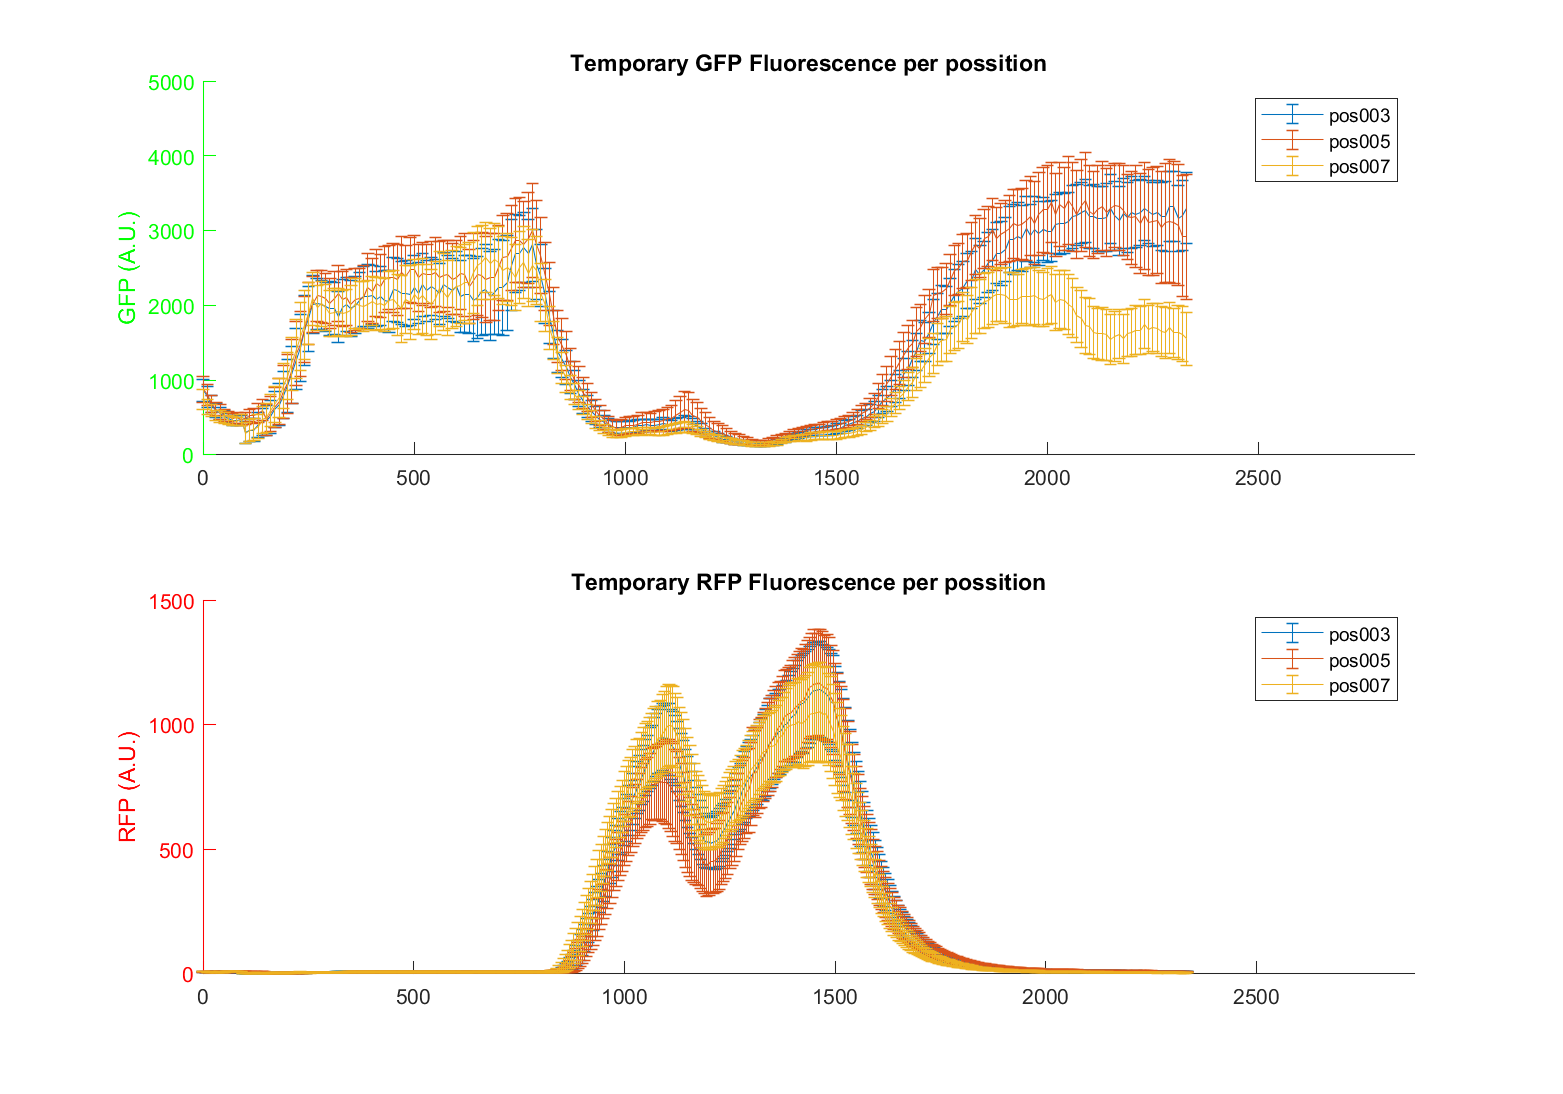 Temporary GFP Fluorescence per possition
5000
4000
3000
2000
1000
0
GFP (A.U.)
0 500 1000 1500 2000 2500
pos003
pos005
pos007
Temporary RFP Fluorescence per possition
1500
1000
500
0
RFP (A.U.)
0 500 1000 1500 2000 2500
pos003
pos005
pos007